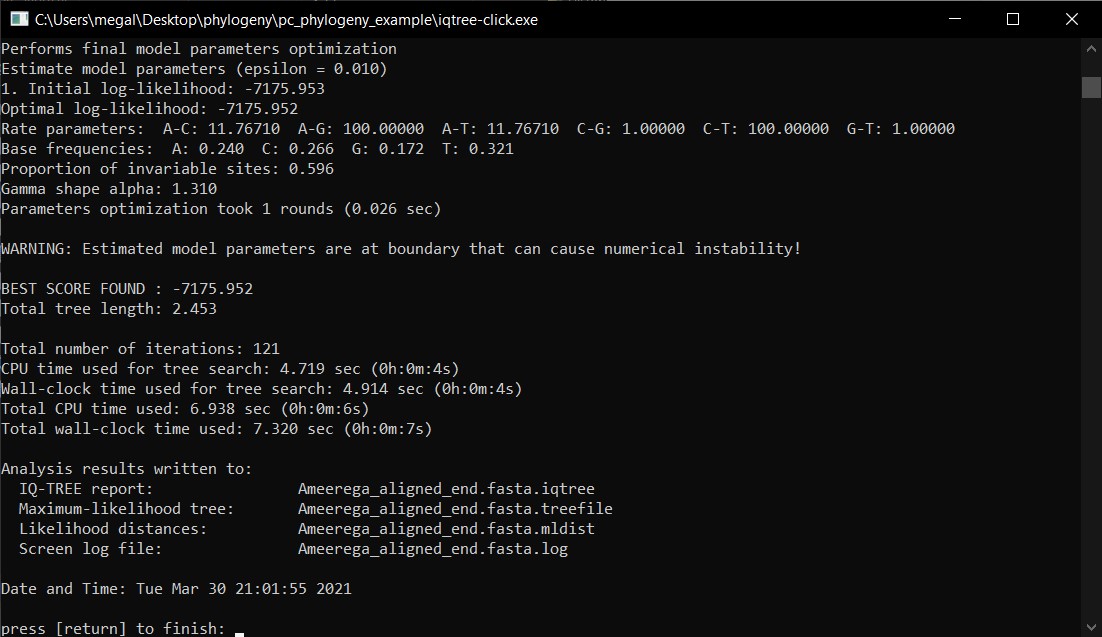 C:\Users\megal\Desktop\phylogeny\pc_phylogeny_example\iqtree-click.exe
Performs final model parameters optimization
Estimate model parameters (epsilon = 0.010)
1. Initial log-likelihood: -7175.953
Optimal log-likelihood: -7175.952
Rate parameters:  A-C: 11.76710  A-G: 100.00000  A-T: 11.76710  C-G: 1.00000  C-T: 100.00000  G-T: 1.00000
Base frequencies:  A: 0.240  C: 0.266  G: 0.172  T: 0.321
Proportion of invariable sites: 0.596
Gamma shape alpha: 1.310
Parameters optimization took 1 rounds (0.026 sec)
WARNING: Estimated model parameters are at boundary that can cause numerical instability!
BEST SCORE FOUND : -7175.952
Total tree length: 2.453
Total number of iterations: 121
CPU time used for tree search: 4.719 sec (0h:0m:4s)
Wall-clock time used for tree search: 4.914 sec (0h:0m:4s)
Total CPU time used: 6.938 sec (0h:0m:6s)
Total wall-clock time used: 7.320 sec (0h:0m:7s)
Analysis results written to:
  IQ-TREE report:                Ameerega_aligned_end.fasta.iqtree
  Maximum-likelihood tree:       Ameerega_aligned_end.fasta.treefile
  Likelihood distances:          Ameerega_aligned_end.fasta.mldist
  Screen log file:               Ameerega_aligned_end.fasta.log
Date and Time: Tue Mar 30 21:01:55 2021
press [return] to finish: